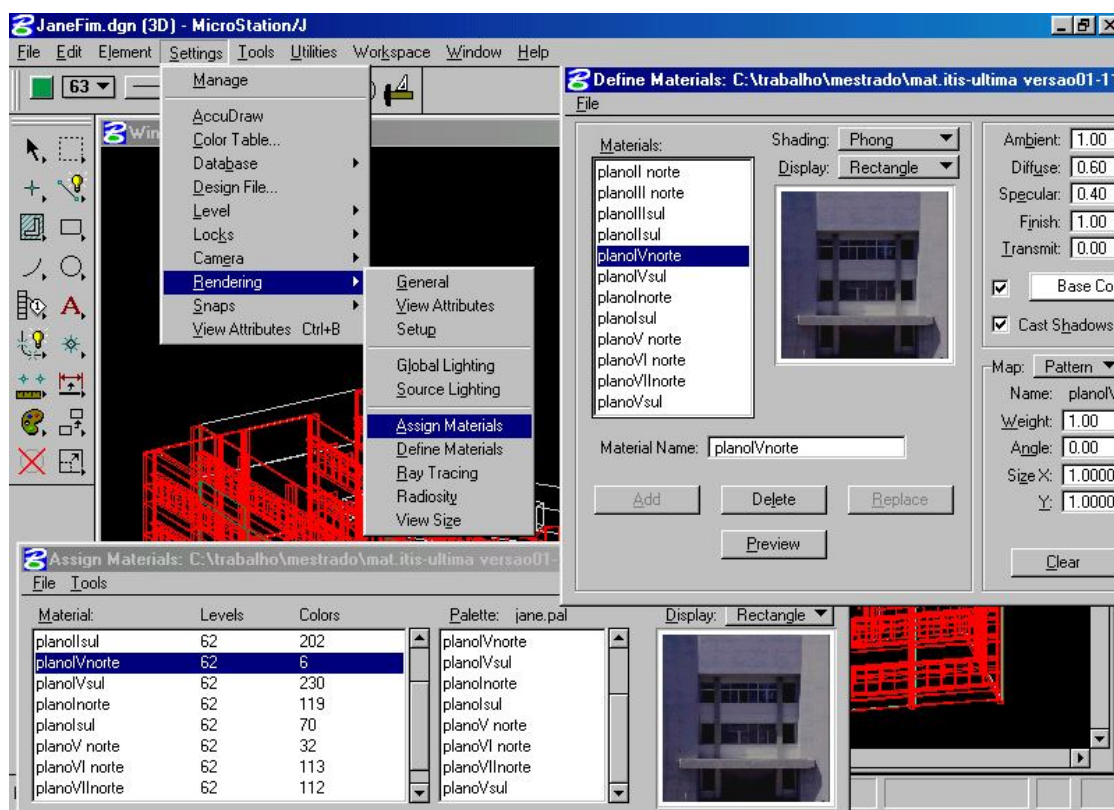 JaneFim.dgn (3D) - MicroStation/J
File Edit Element Settings Tools Utilities Workspace Window Help
63
Manage
AccuDraw
Color Table...
Database
Design File...
Level
Locks
Camera
Rendering
Snaps
View Attributes Ctrl+B
General
View Attributes
Setup
Global Lighting
Source Lighting
Assign Materials
Define Materials
Ray Tracing
Radiosity
View Size
Define Materials: C:\trabalho\mestrado\mat.itis-ultima versao01-1
File
Materials:
planoII norte
planoIII norte
planoIIIsul
planoIIsul
planoIVnorte
planoIVsul
planoInorte
planoIsul
planoV norte
planoVI norte
planoVIInorte
planoVsul
Shading: Phong
Display: Rectangle
Material Name: planoIVnorte
Add Delete Replace
Preview
Ambient: 1.00
Diffuse: 0.60
Specular: 0.40
Finish: 1.00
Transmit: 0.00
Base Co
Cast Shadows
Map: Pattern
Name: planoIV
Weight: 1.00
Angle: 0.00
Size X: 1.0000
Y: 1.0000
Clear
Assign Materials: C:\trabalho\mestrado\mat.itis-ultima versao01-
File Tools
Material: Levels Colors
planoIIsul 62 202
planoIVnorte 62 6
planoIVsul 62 230
planoInorte 62 119
planoIsul 62 70
planoV norte 62 32
planoVI norte 62 113
planoVIInorte 62 112
Palette: jane.pal
planoIVnorte
planoIVsul
planoInorte
planoIsul
planoV norte
planoVI norte
planoVIInorte
planoVsul
Display: Rectangle